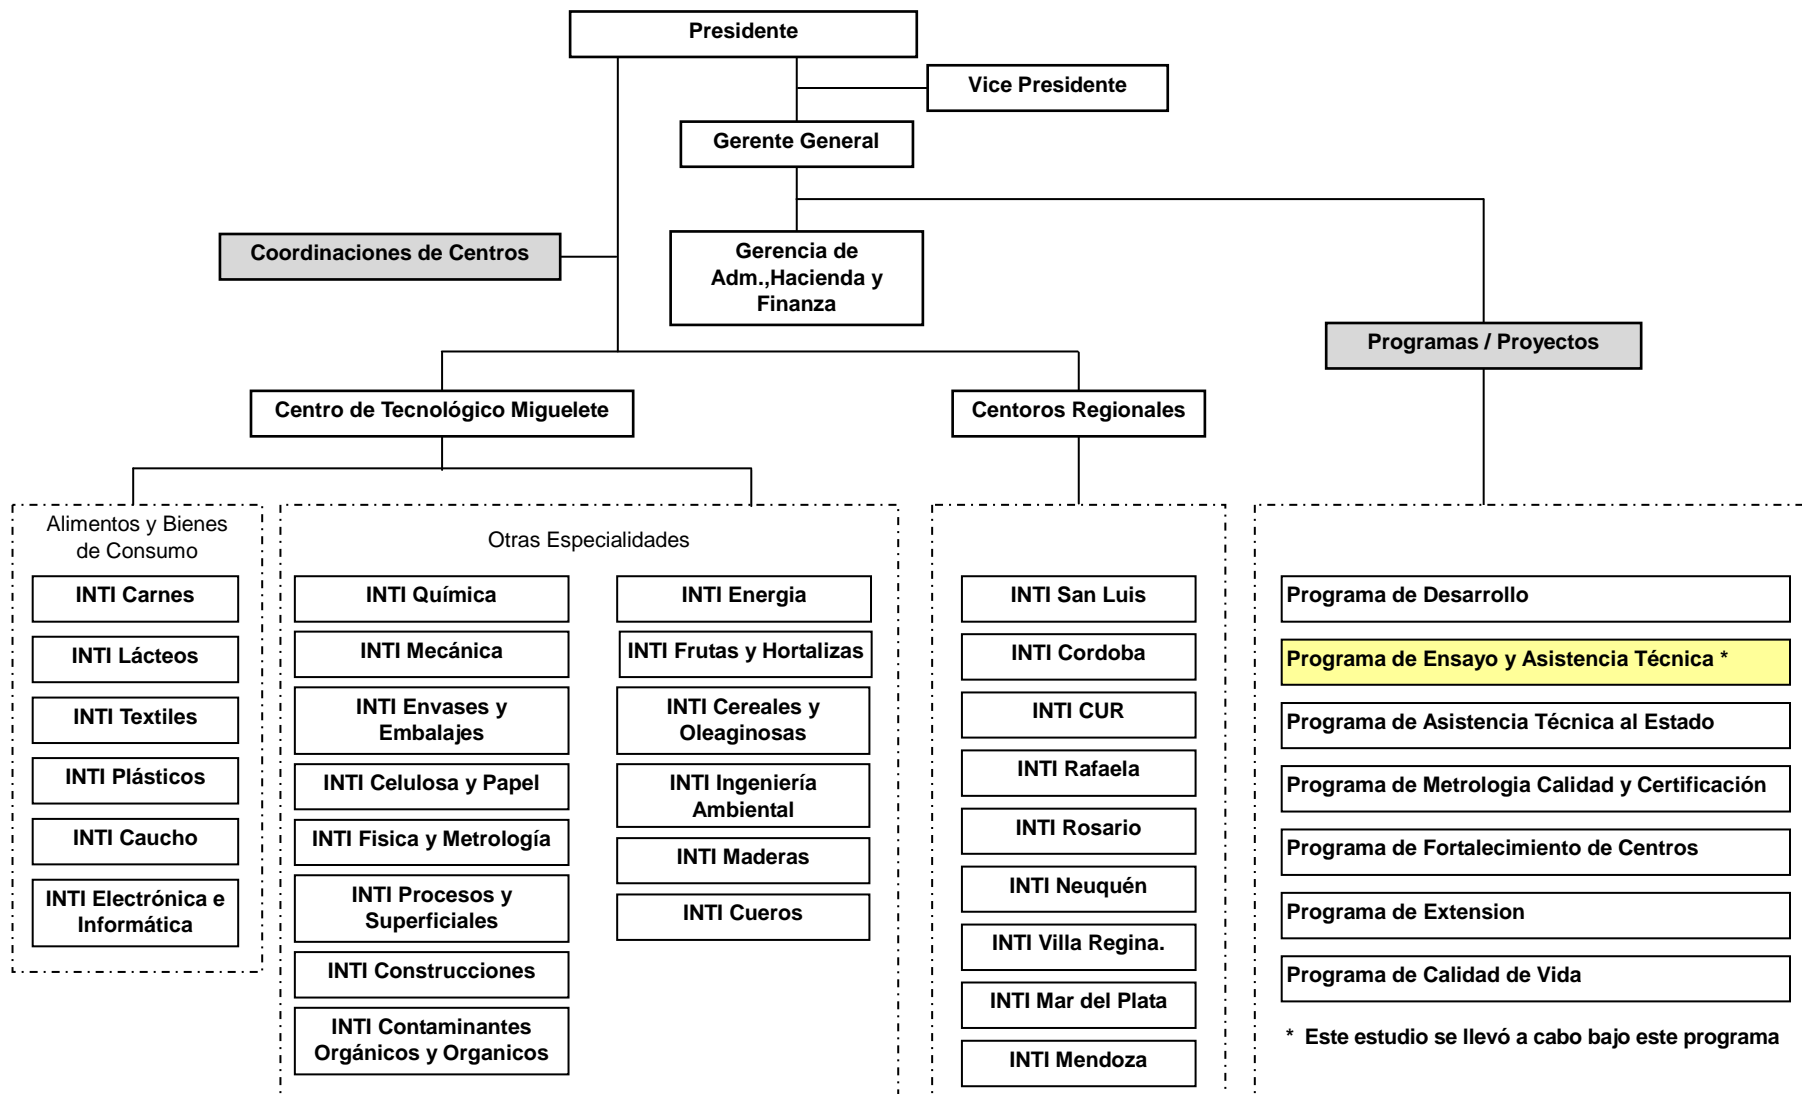 Presidente
Vice Presidente
Gerente General
Coordinaciones de Centros
Gerencia de
Adm.,Hacienda y
Finanza
Programas / Proyectos
Centro de Tecnológico Miguelete
Centoros Regionales
Alimentos y Bienes
de Consumo
INTI Carnes
INTI Lácteos
INTI Textiles
INTI Plásticos
INTI Caucho
INTI Electrónica e
Informática
Otras Especialidades
INTI Química
INTI Mecánica
INTI Envases y
Embalajes
INTI Celulosa y Papel
INTI Fisica y Metrología
INTI Procesos y
Superficiales
INTI Construcciones
INTI Contaminantes
Orgánicos y Organicos
INTI Energia
INTI Frutas y Hortalizas
INTI Cereales y
Oleaginosas
INTI Ingeniería
Ambiental
INTI Maderas
INTI Cueros
INTI San Luis
INTI Cordoba
INTI CUR
INTI Rafaela
INTI Rosario
INTI Neuquén
INTI Villa Regina.
INTI Mar del Plata
INTI Mendoza
Programa de Desarrollo
Programa de Ensayo y Asistencia Técnica *
Programa de Asistencia Técnica al Estado
Programa de Metrologia Calidad y Certificación
Programa de Fortalecimiento de Centros
Programa de Extension
Programa de Calidad de Vida
* Este estudio se llevó a cabo bajo este programa